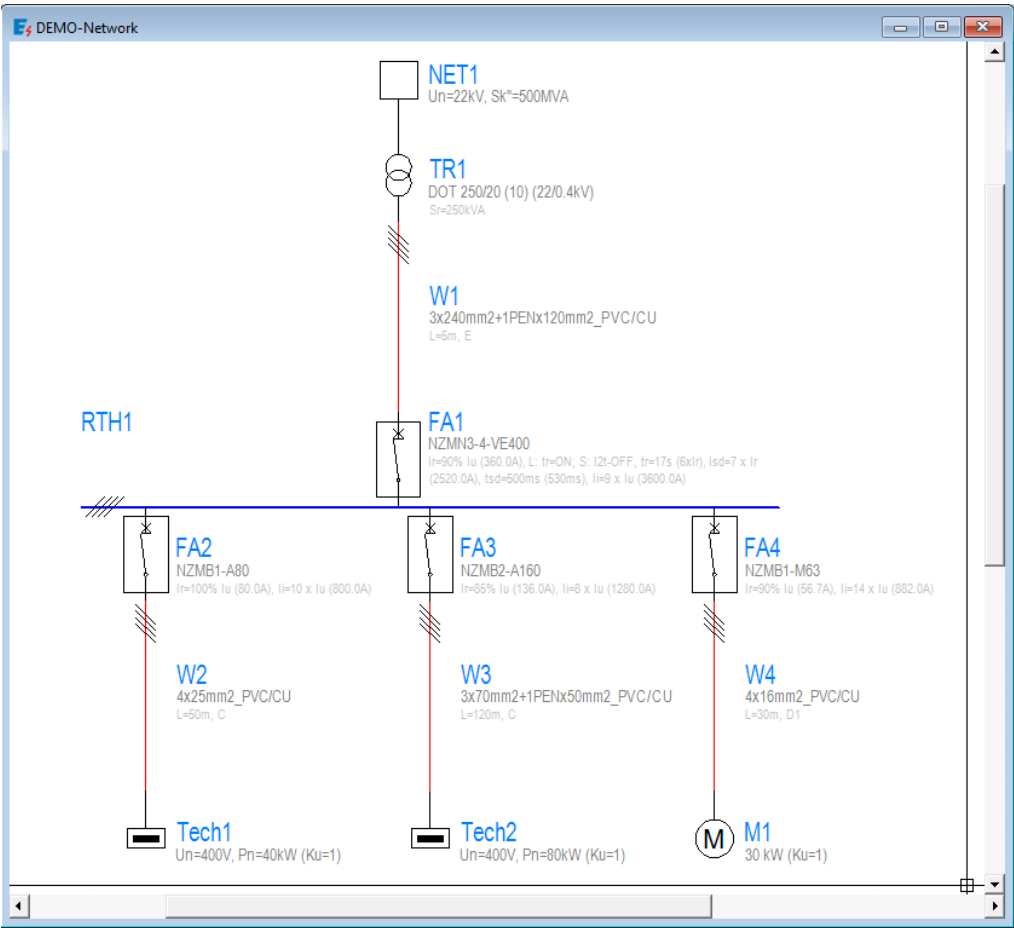 DEMO-Network
NET1
Un=22kV, Sk"=500MVA
TR1
DOT 250/20 (10) (22/0.4kV)
Sr=250kVA
W1
3x240mm2+1PENx120mm2_PVC/CU
L=5m, E
RTH1
FA1
NZMN3-4-VE400
Ir=90% Iu (360.0A), L: tr=ON; S: I2t-OFF, tr=17s (6xIr), Isd=7 x Ir
(2520.0A), tsd=500ms (530ms), Ii=9 x Iu (3600.0A)
FA2
NZMB1-A80
Ir=100% Iu (80.0A), Ii=10 x Iu (800.0A)
FA3
NZMB2-A160
Ir=85% Iu (136.0A), Ii=8 x Iu (1280.0A)
FA4
NZMB1-M63
Ir=90% Iu (56.7A), Ii=14 x Iu (882.0A)
W2
4x25mm2_PVC/CU
L=50m, C
W3
3x70mm2+1PENx50mm2_PVC/CU
L=120m, C
W4
4x16mm2_PVC/CU
L=30m, D1
Tech1
Un=400V, Pn=40kW (Ku=1)
Tech2
Un=400V, Pn=80kW (Ku=1)
M
M1
30 kW (Ku=1)